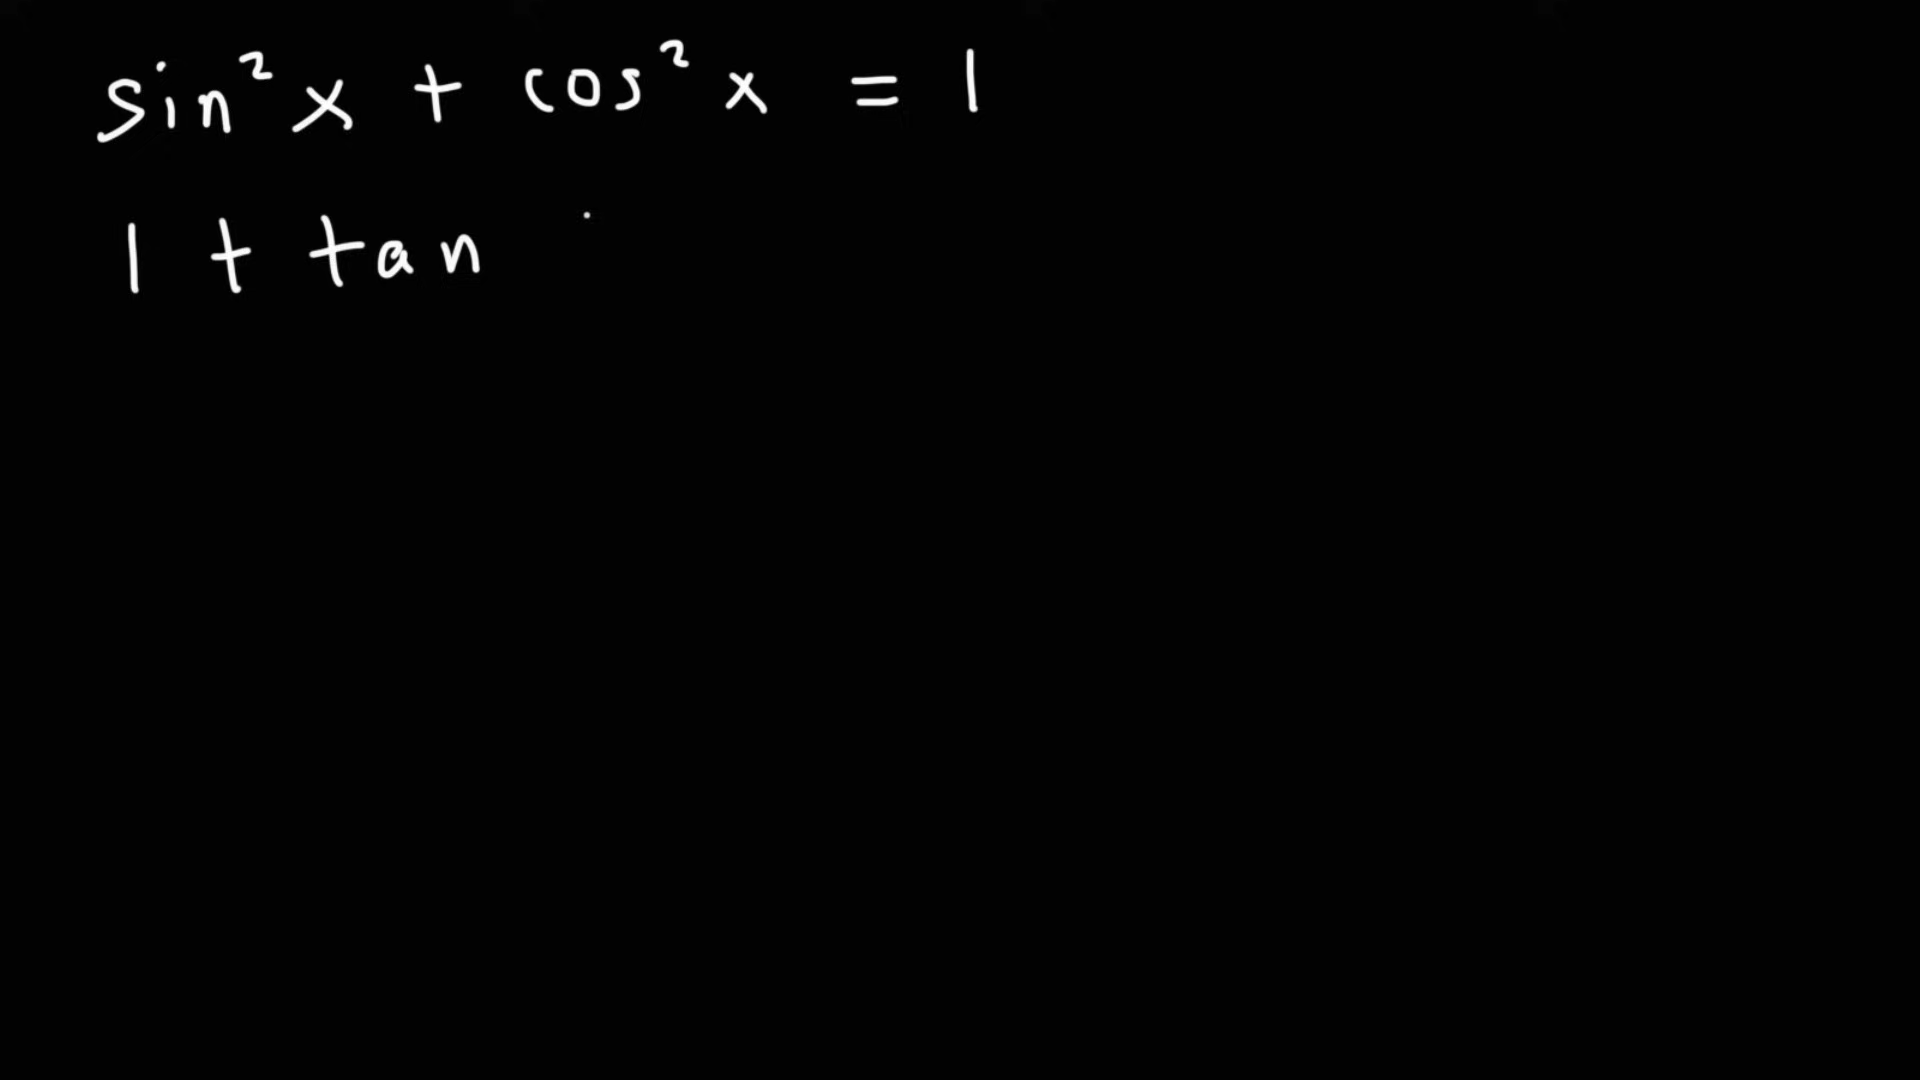 sin²x + cos²x = 1
1 + tan